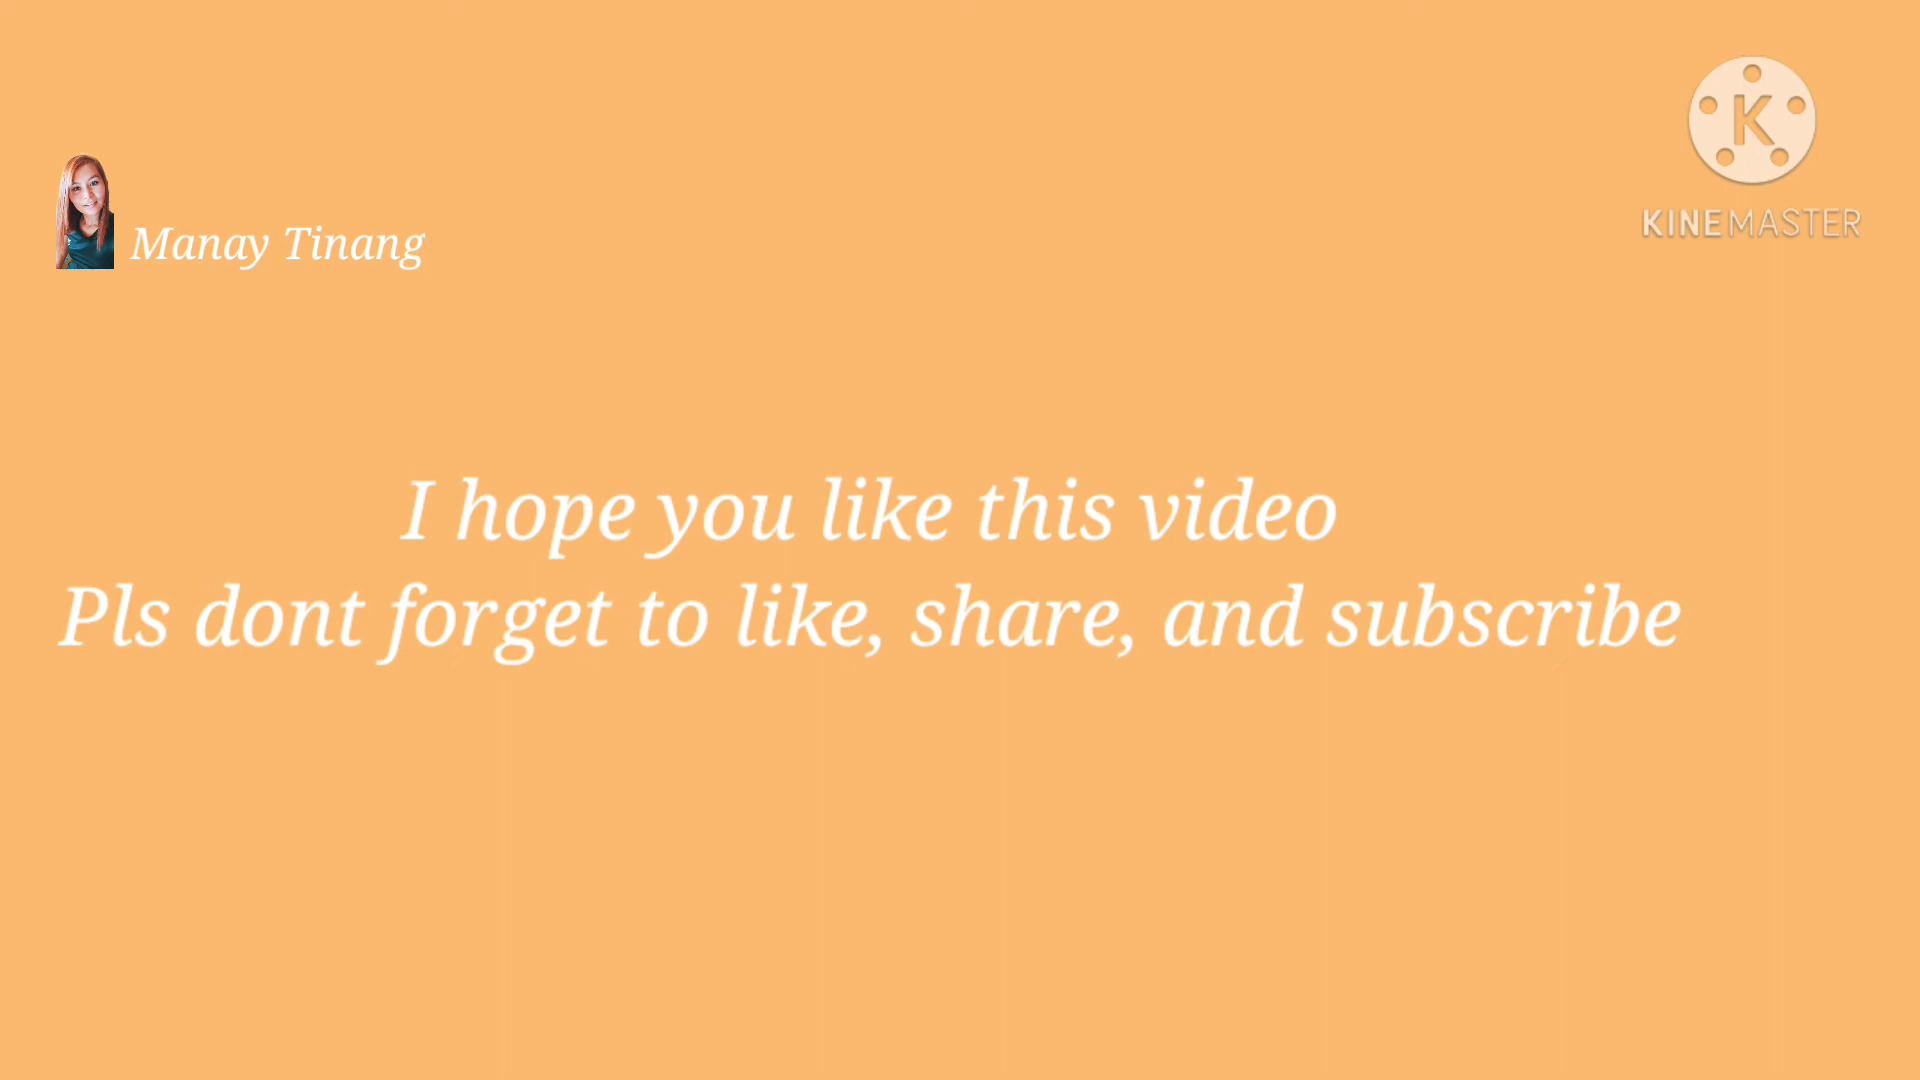 K
KINEMASTER
Manay Tinang
I hope you like this video
Pls dont forget to like, share, and subscribe